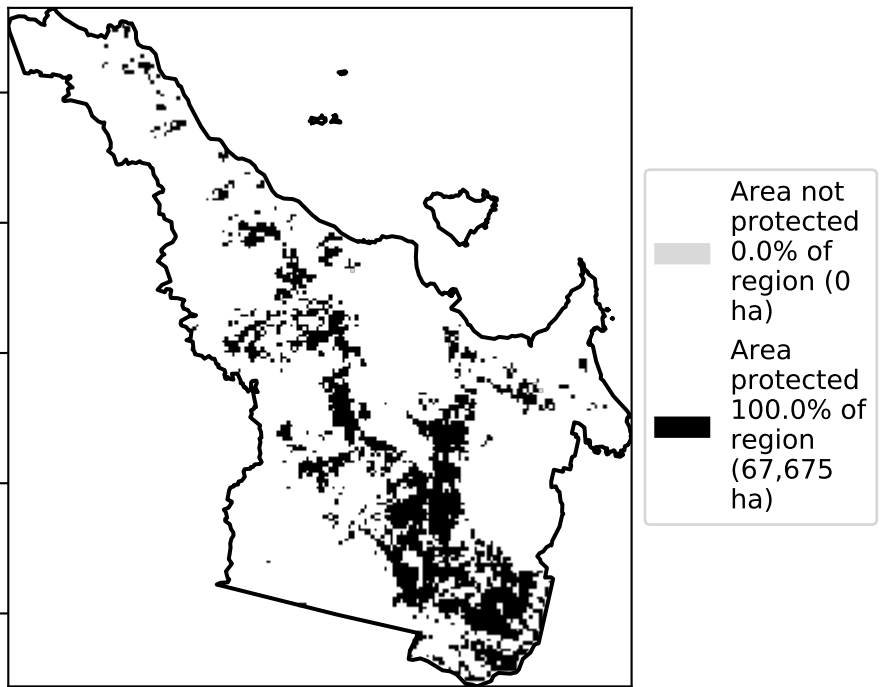 Area not
protected
0.0% of
region (0
ha)
Area
protected
100.0% of
region
(67,675
ha)